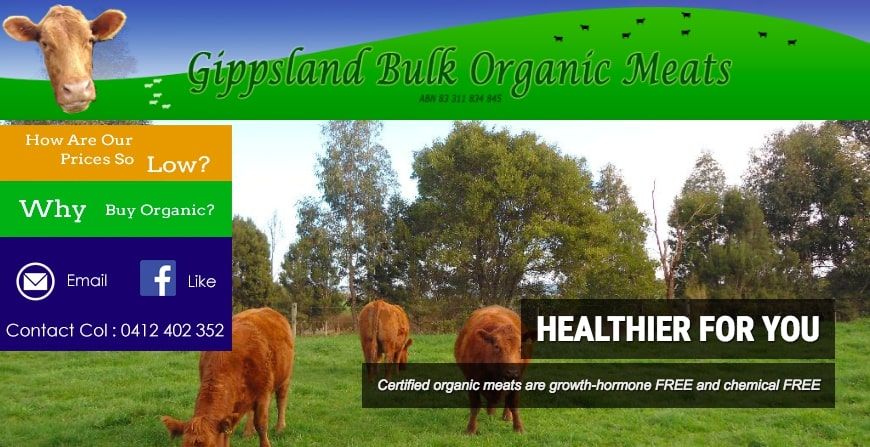 Gippsland Bulk Organic Meats
ABN 83 311 834 845
How Are Our
Prices So Low?
Why Buy Organic?
Email
Like
Contact Col : 0412 402 352
HEALTHIER FOR YOU
Certified organic meats are growth-hormone FREE and chemical FREE